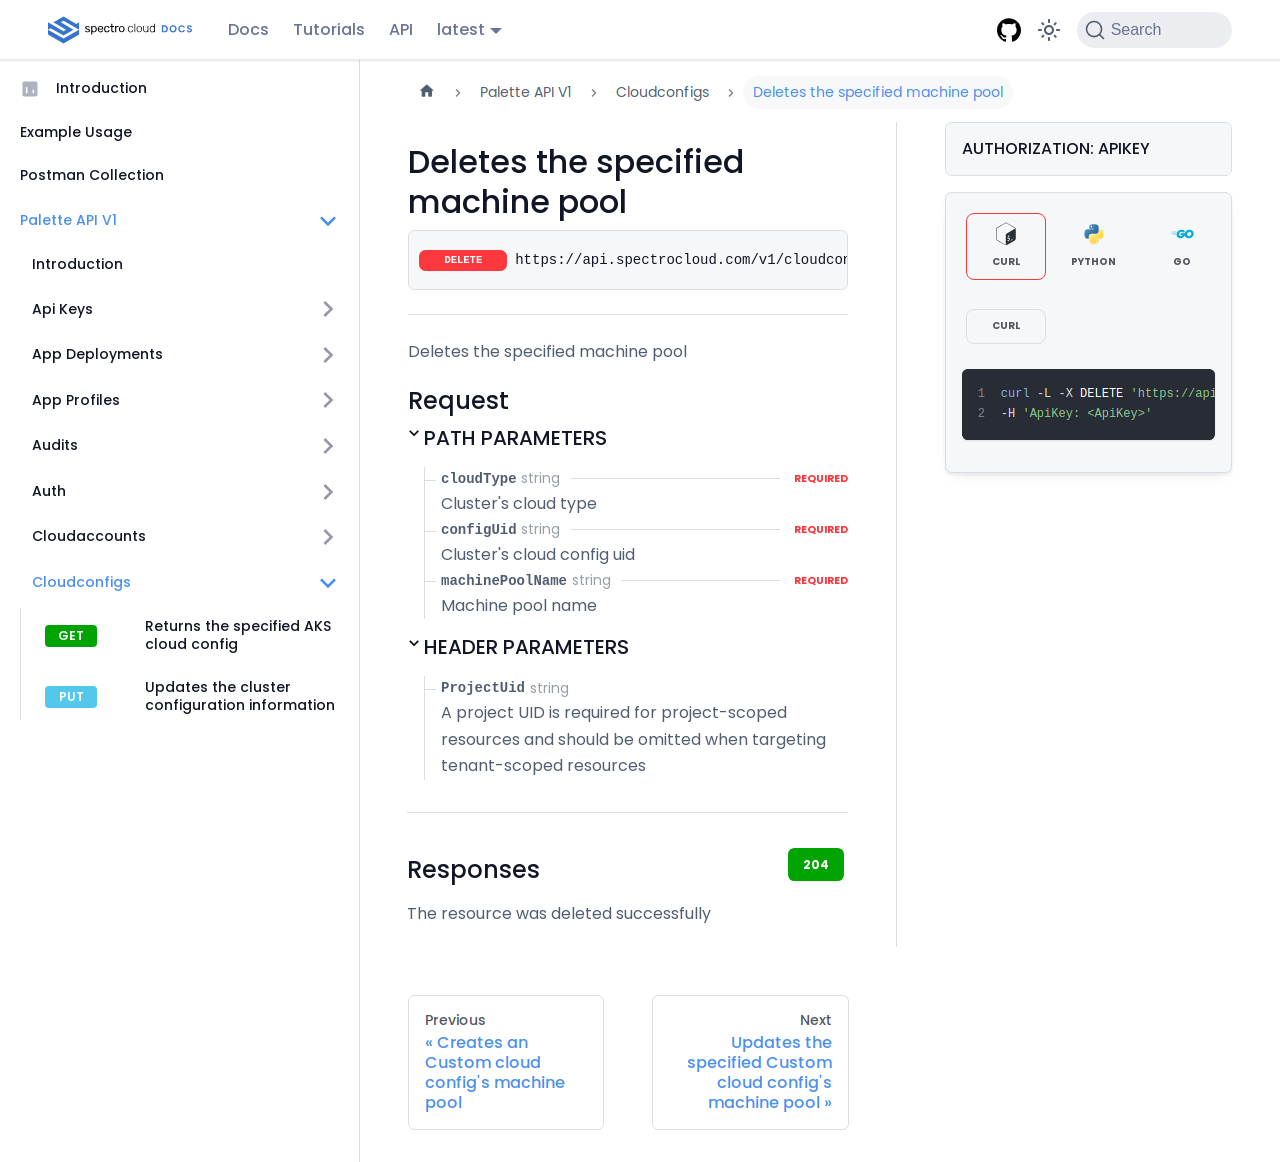 spectro cloud DOCS
Docs
Tutorials
API
latest
Search
Introduction
Example Usage
Postman Collection
Palette API V1
Introduction
Api Keys
App Deployments
App Profiles
Audits
Auth
Cloudaccounts
Cloudconfigs
GET
Returns the specified AKS
cloud config
PUT
Updates the cluster
configuration information
Palette API V1
Cloudconfigs
Deletes the specified machine pool
Deletes the specified
machine pool
DELETE
https://api.spectrocloud.com/v1/cloudcon
Deletes the specified machine pool
Request
PATH PARAMETERS
cloudType string REQUIRED
Cluster's cloud type
configUid string REQUIRED
Cluster's cloud config uid
machinePoolName string REQUIRED
Machine pool name
HEADER PARAMETERS
ProjectUid string
A project UID is required for project-scoped
resources and should be omitted when targeting
tenant-scoped resources
Responses
204
The resource was deleted successfully
Previous
« Creates an
Custom cloud
config's machine
pool
Next
Updates the
specified Custom
cloud config's
machine pool »
AUTHORIZATION: APIKEY
CURL
PYTHON
GO
CURL
1 curl -L -X DELETE 'https://api
2 -H 'ApiKey: <ApiKey>'